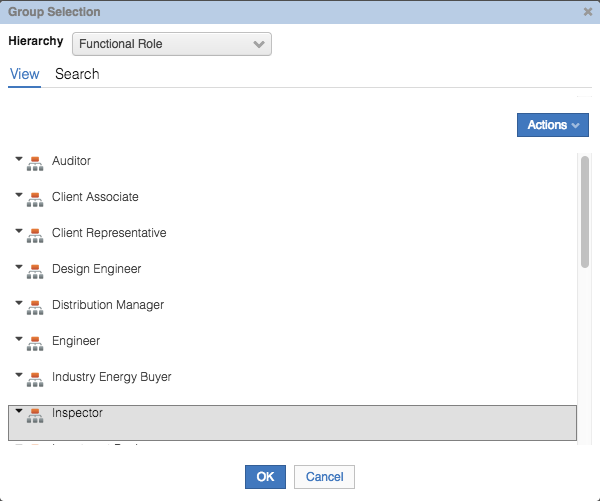 Group Selection
Hierarchy Functional Role
View Search
Actions
Auditor
Client Associate
Client Representative
Design Engineer
Distribution Manager
Engineer
Industry Energy Buyer
Inspector
OK Cancel